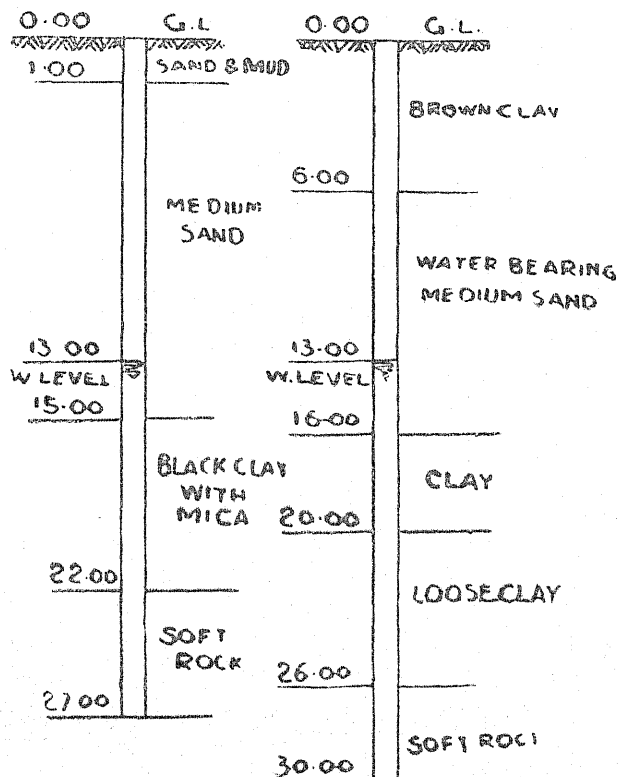 0.00 G.L
1.00 SAND & MUD
MEDIUM
SAND
13.00
W LEVEL
15.00
BLACK CLAY
WITH
MICA
22.00
SOFT
ROCK
27.00
0.00 G.L.
BROWN CLAY
6.00
WATER BEARING
MEDIUM SAND
13.00
W.LEVEL
16.00
CLAY
20.00
LOOSE CLAY
26.00
SOFT ROCI
30.00